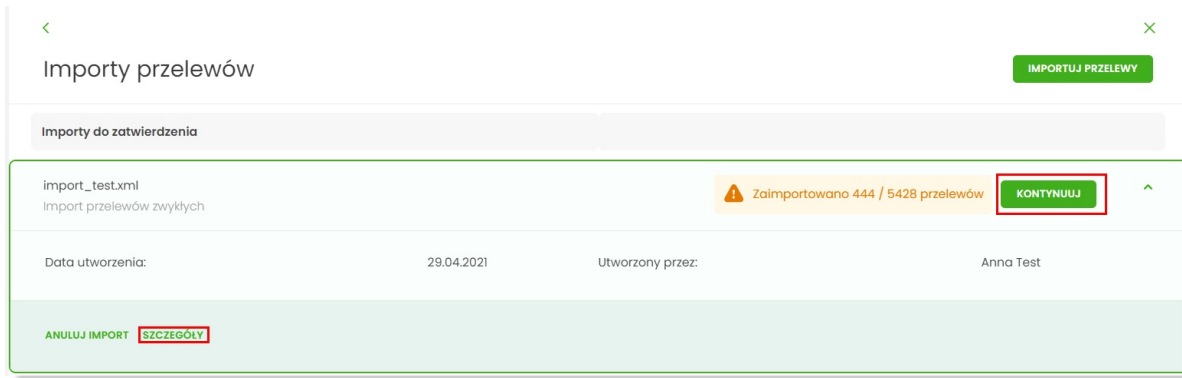 Importy przelewów
IMPORTUJ PRZELEWY
Importy do zatwierdzenia
import_test.xml
Import przelewów zwykłych
Zaimportowano 444 / 5428 przelewów
KONTYNUUJ
Data utworzenia: 29.04.2021 Utworzony przez: Anna Test
ANULUJ IMPORT SZCZEGÓŁY